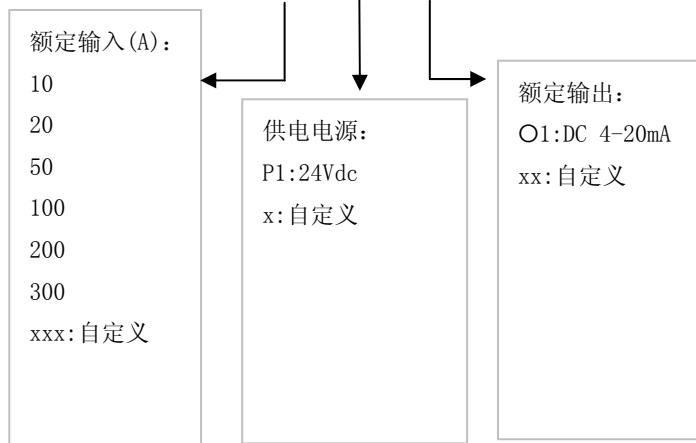 额定输入(A)：
10
20
50
100
200
300
xxx:自定义
供电电源：
P1:24Vdc
x:自定义
额定输出：
O1:DC 4-20mA
xx:自定义